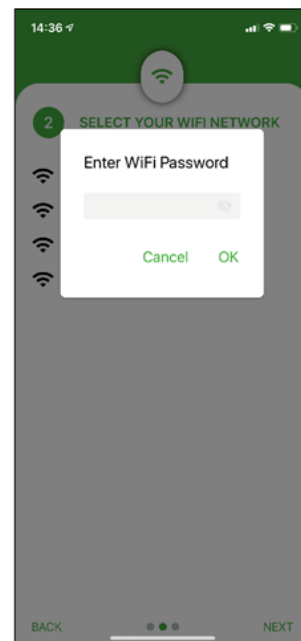 14:36
2 SELECT YOUR WIFI NETWORK
Enter WiFi Password
Cancel OK
BACK NEXT